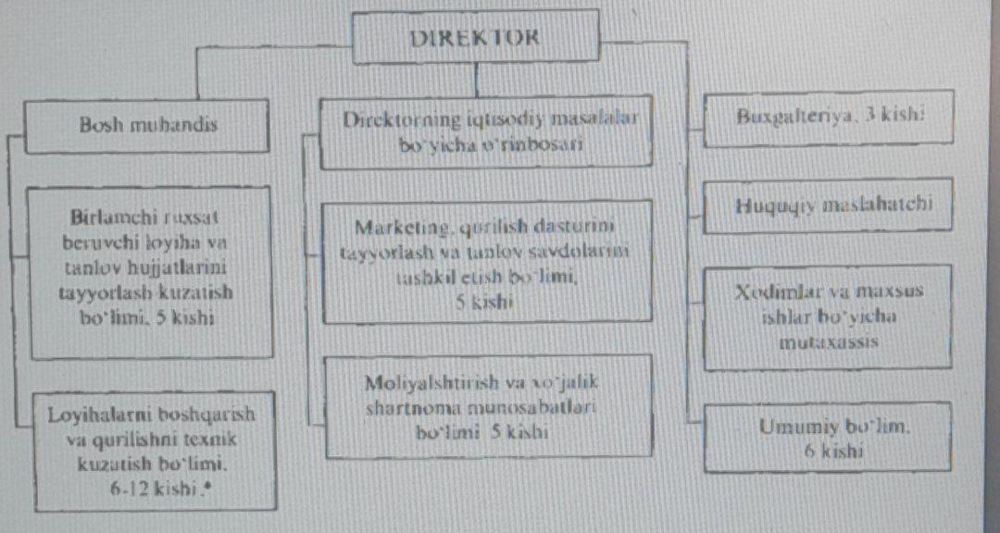 DIREKTOR
Bosh muhandis
Birlamchi ruxsat
beruvchi loyiha va
tanlov hujjatlarini
tayyorlash kuzatish
bo‘limi, 5 kishi
Loyihalarni boshqarish
va qurilishni texnik
kuzatish bo‘limi,
6-12 kishi.*
Direktorning iqtisodiy masalalar
bo‘yicha o‘rinbosari
Marketing, qurilish dasturini
tayyorlash va tanlov savdolarini
tashkil etish bo‘limi,
5 kishi
Moliyalshtirish va xo‘jalik
shartnoma munosabatlari
bo‘limi 5 kishi
Buxgalteriya, 3 kishi
Huquqiy maslahatchi
Xodimlar va maxsus
ishlar bo‘yicha
mutaxassis
Umumiy bo‘lim,
6 kishi